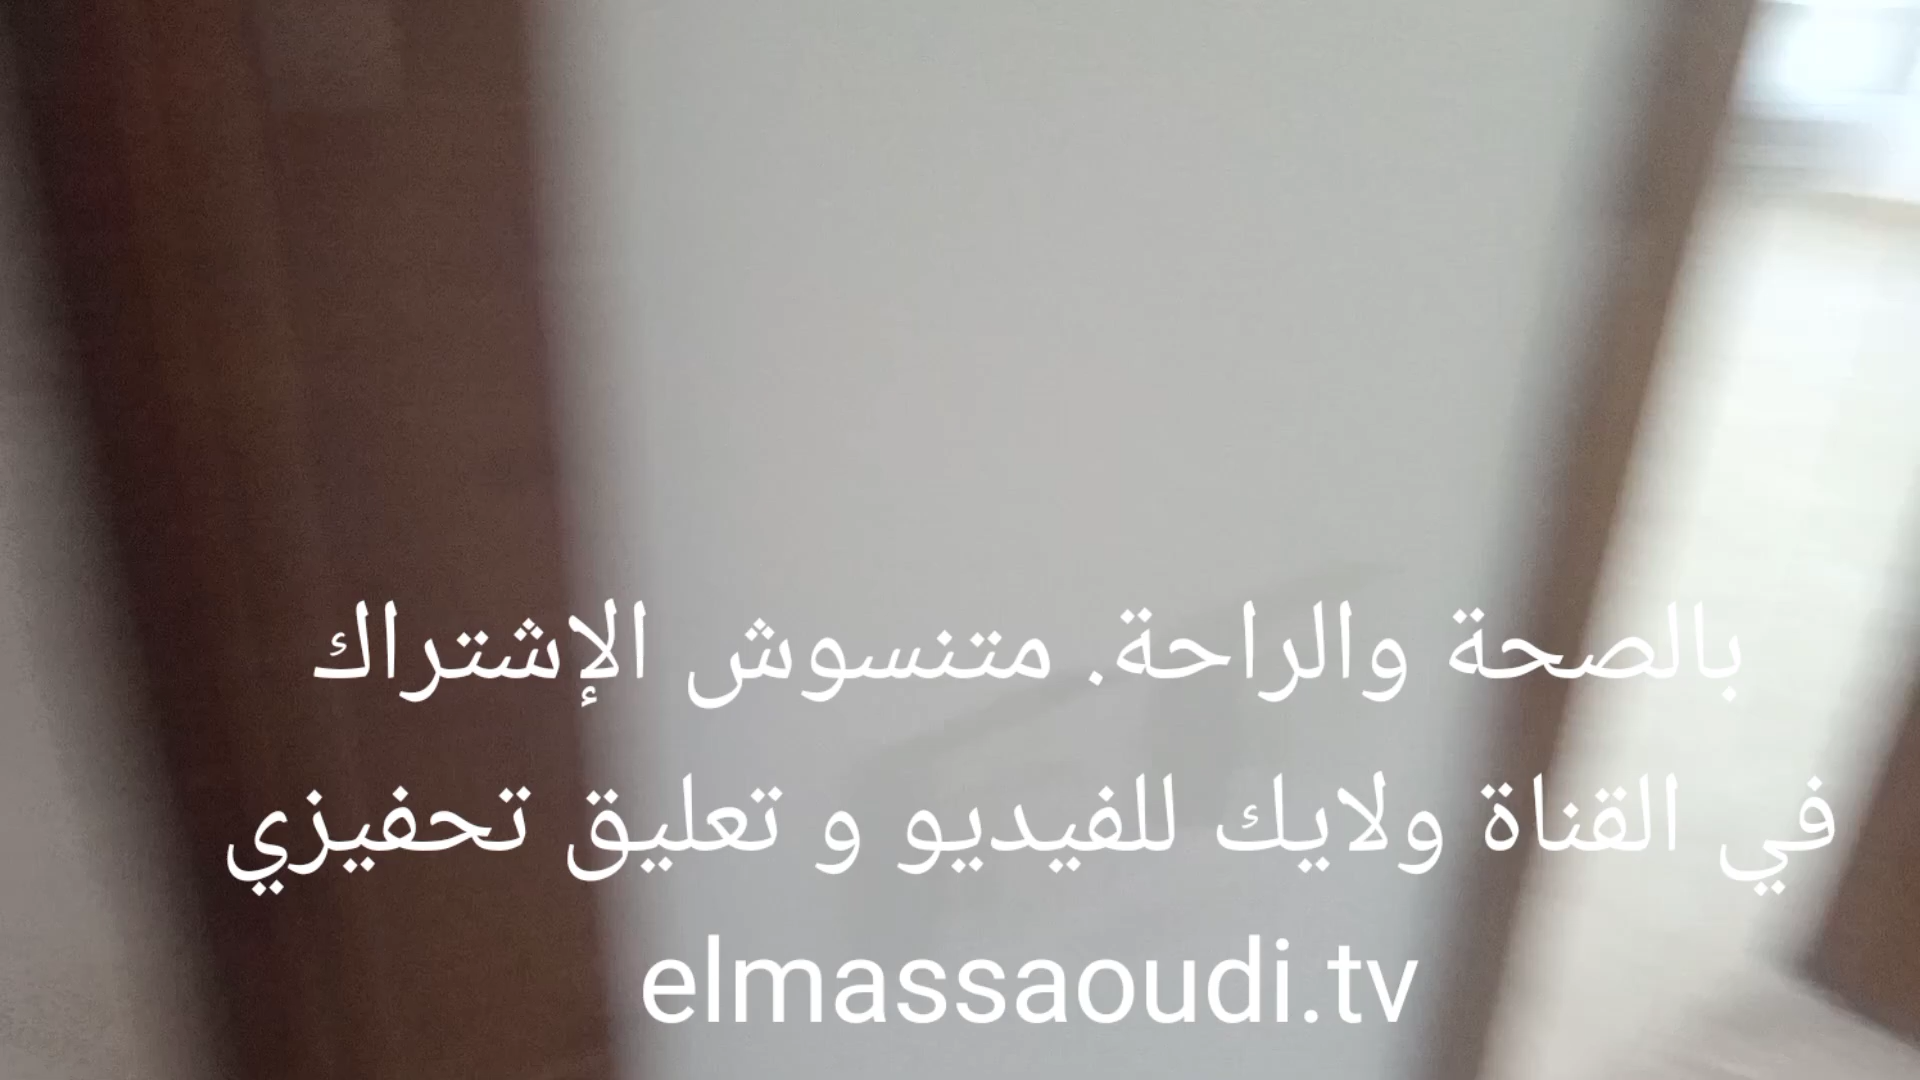 بالصحة والراحة. متنسوش الإشتراك
في القناة ولايك للفيديو و تعليق تحفيزي
elmassaoudi.tv